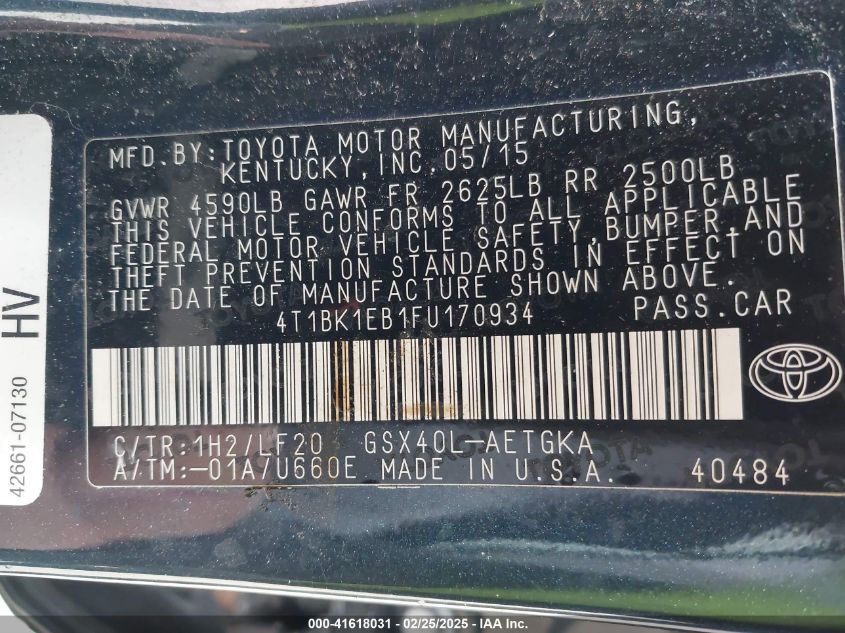 MFD.BY:TOYOTA MOTOR MANUFACTURING,
KENTUCKY,INC.05/15
GVWR 4590LB GAWR FR 2625LB RR 2500LB
THIS VEHICLE CONFORMS TO ALL APPLICABLE
FEDERAL MOTOR VEHICLE SAFETY,BUMPER,AND
THEFT PREVENTION STANDARDS IN EFFECT ON
THE DATE OF MANUFACTURE SHOWN ABOVE.
4T1BK1EB1FU170934 PASS.CAR
C/TR:1H2/LF20 GSX40L-AETGKA
A/TM:-01A/U660E MADE IN U.S.A. 40484
HV
42661-07130
000-41618031 - 02/25/2025 - IAAI Inc.